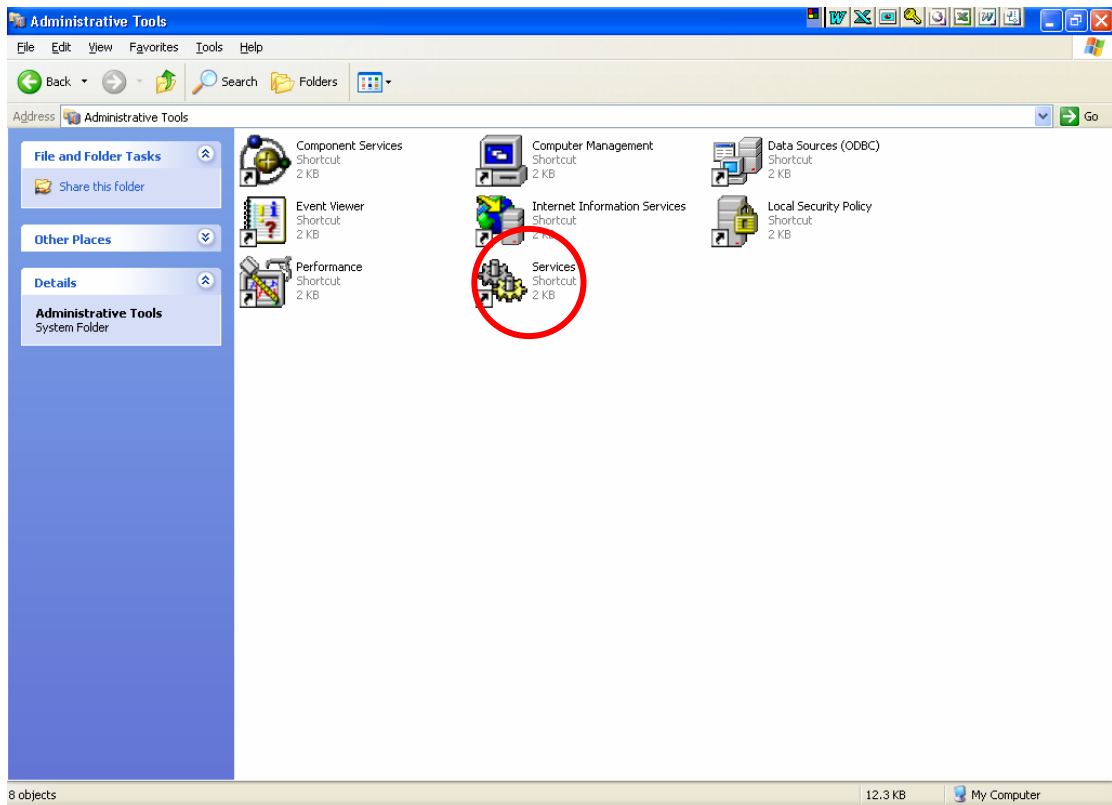 Administrative Tools
File Edit View Favorites Tools Help
Back Search Folders
Address Administrative Tools Go
File and Folder Tasks
Share this folder
Other Places
Details
Administrative Tools
System Folder
Component Services
Shortcut
2 KB
Computer Management
Shortcut
2 KB
Data Sources (ODBC)
Shortcut
2 KB
Event Viewer
Shortcut
2 KB
Internet Information Services
Shortcut
2 KB
Local Security Policy
Shortcut
2 KB
Performance
Shortcut
2 KB
Services
Shortcut
2 KB
8 objects 12.3 KB My Computer